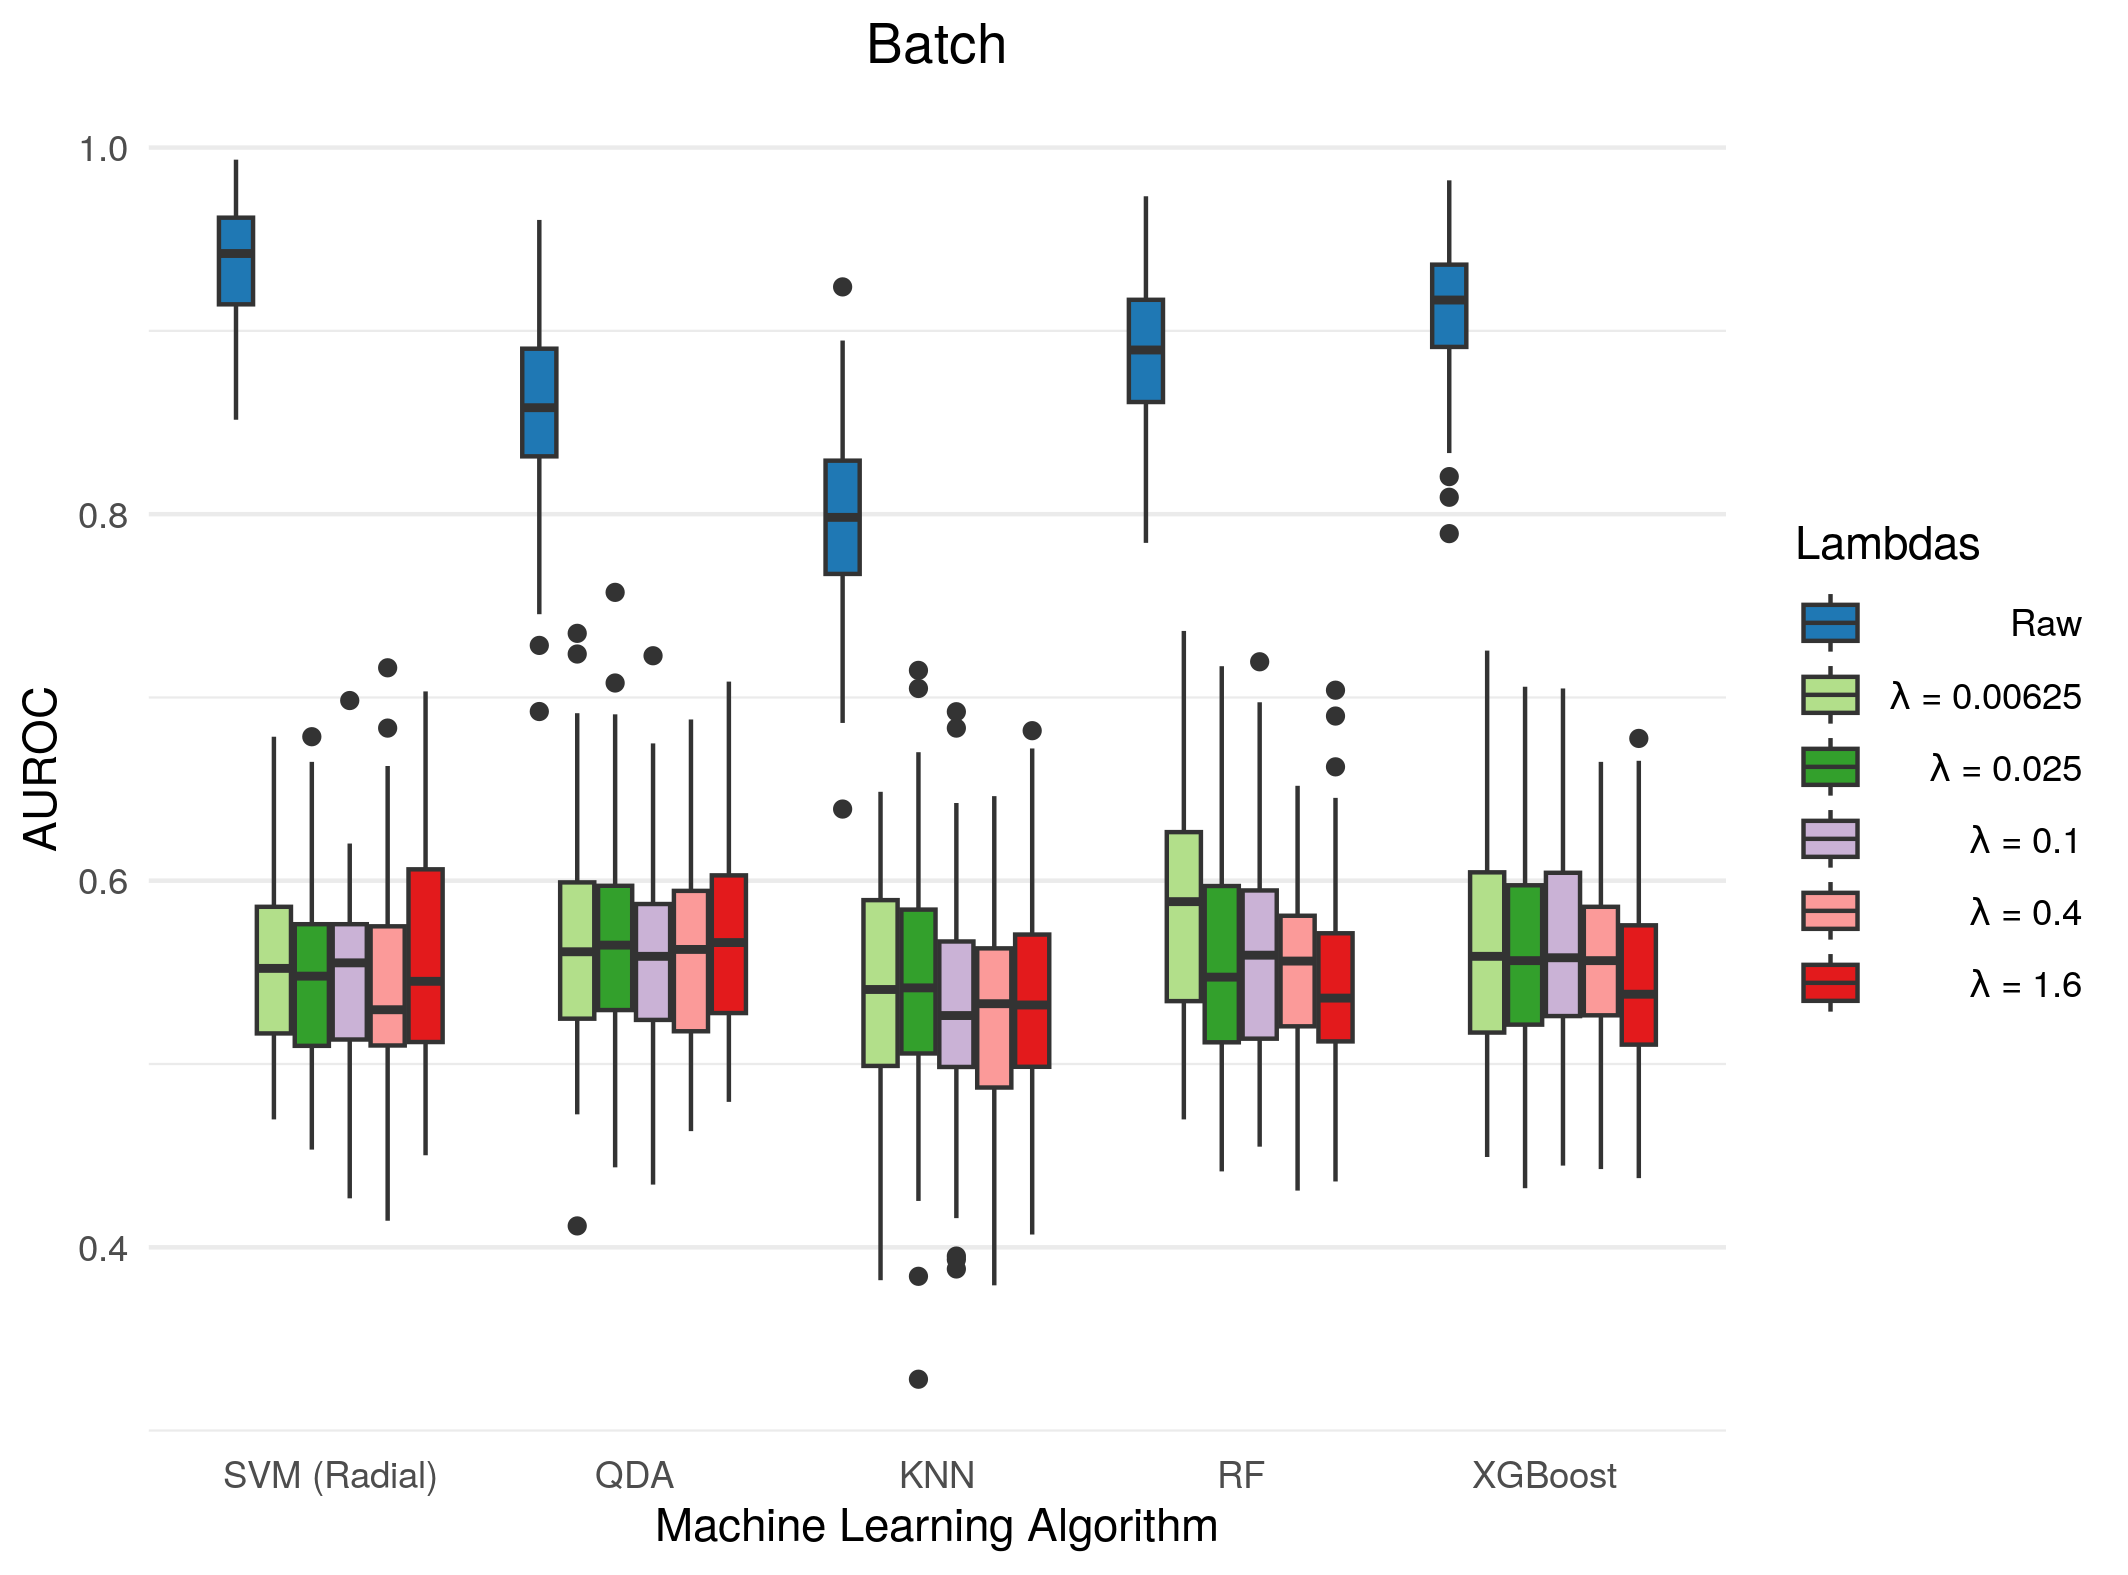 Batch
1.0
0.8
0.6
0.4
AUROC
SVM (Radial)
QDA
KNN
RF
XGBoost
Machine Learning Algorithm
Lambdas
Raw
λ = 0.00625
λ = 0.025
λ = 0.1
λ = 0.4
λ = 1.6